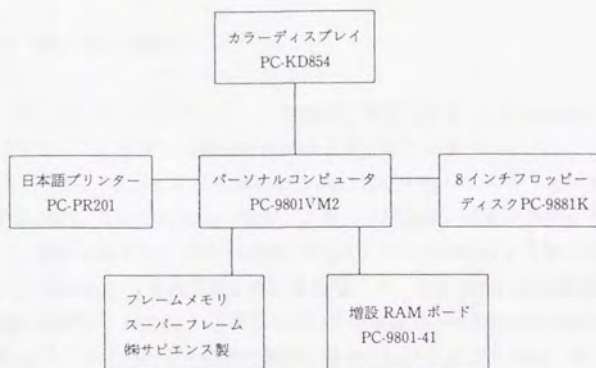 カラーディスプレイ
PC-KD854
日本語プリンター
PC-PR201
パーソナルコンピュータ
PC-9801VM2
8インチフロッピー
ディスクPC-9881K
フレームメモリ
スーパーフレーム
㈱サピエンス製
増設 RAM ボード
PC-9801-41